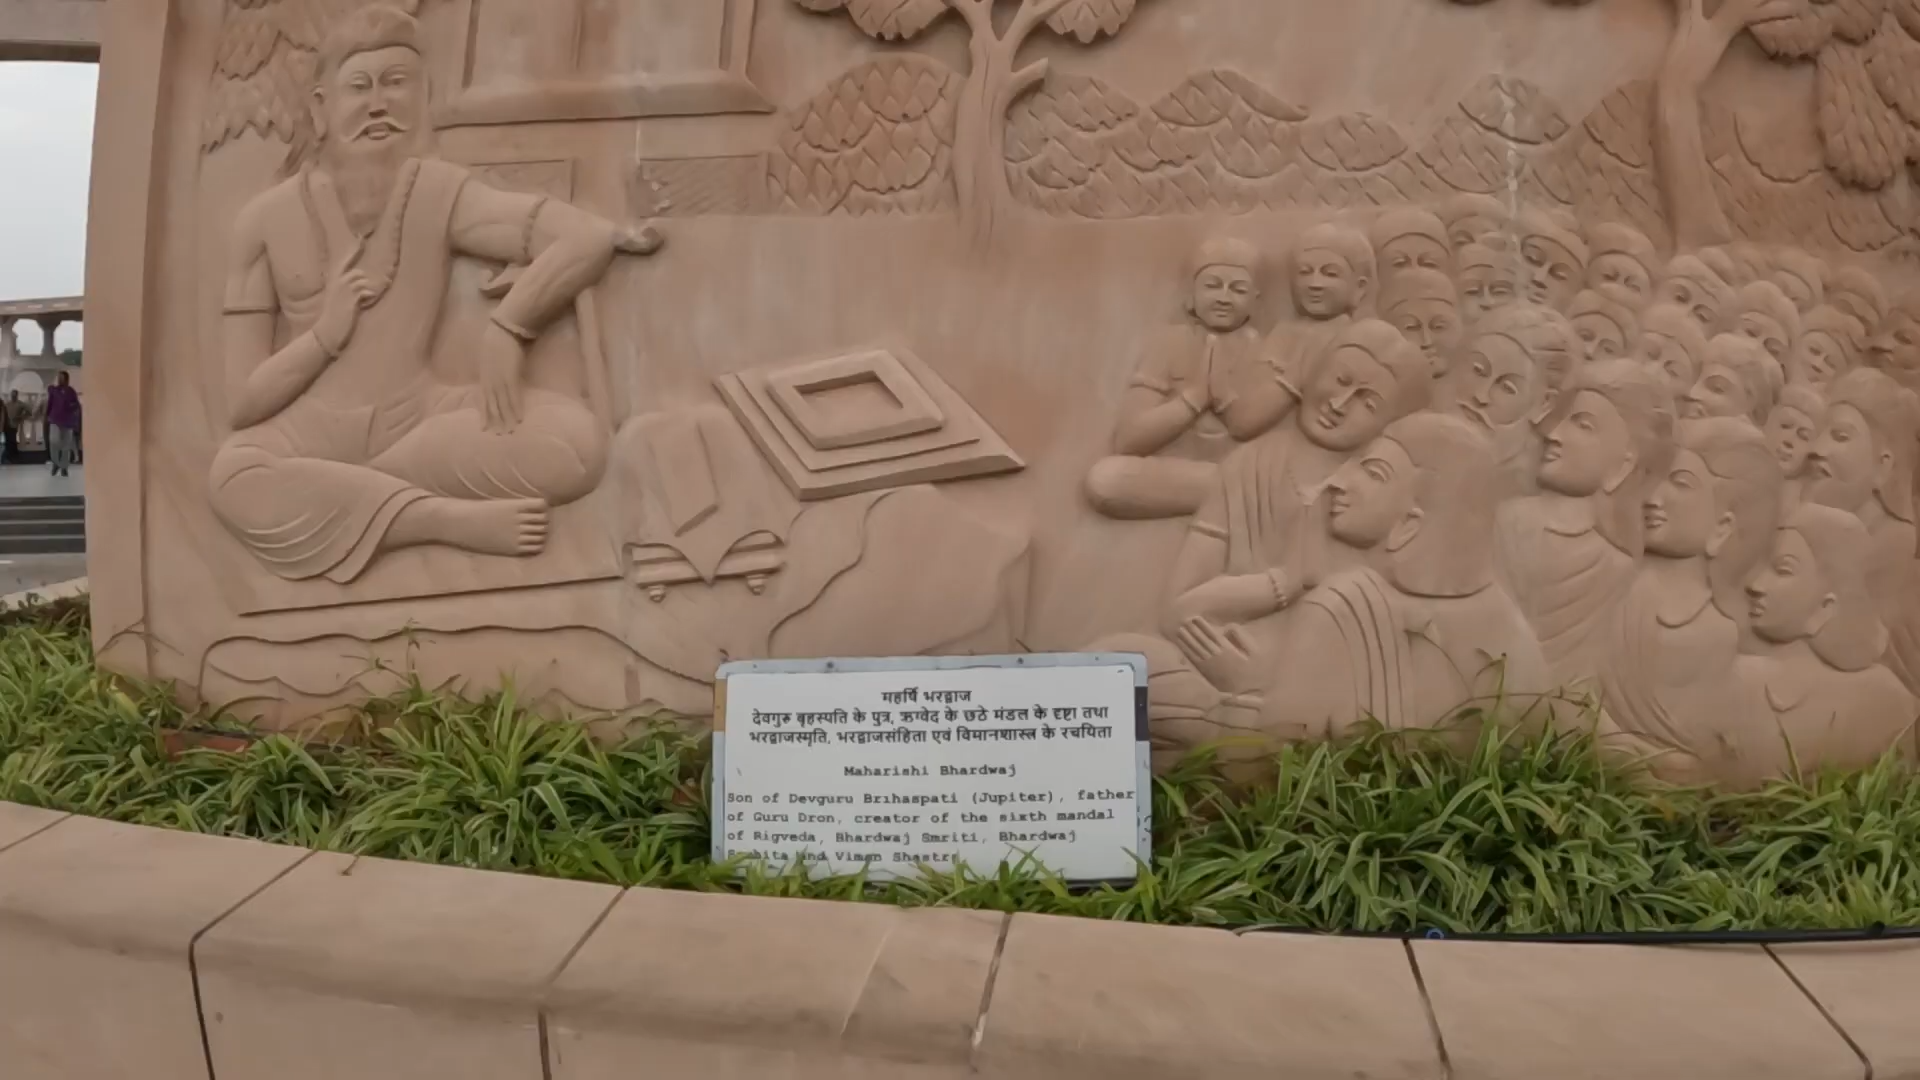 महर्षि भरद्वाज
देवगुरु बृहस्पति के पुत्र, ऋग्वेद के छठे मंडल के दृष्टा तथा
भरद्वाजस्मृति, भरद्वाजसंहिता एवं विमानशास्त्र के रचयिता
Maharishi Bhardwaj
Son of Devguru Brihaspati (Jupiter), father
of Guru Dron, creator of the sixth mandal
of Rigveda, Bhardwaj Smriti, Bhardwaj
and Viman Shastra